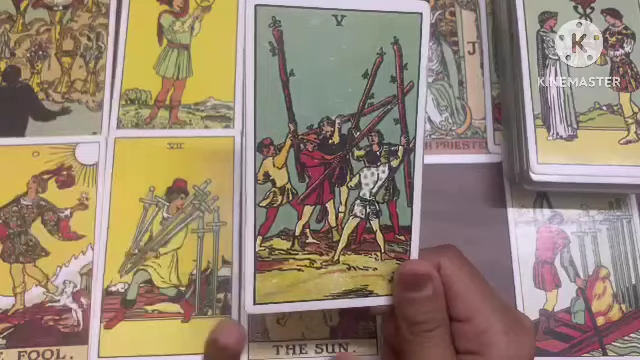 V
J
K
KINEMASTER
H PRIESTE
VII
E FOOL.
THE SUN.